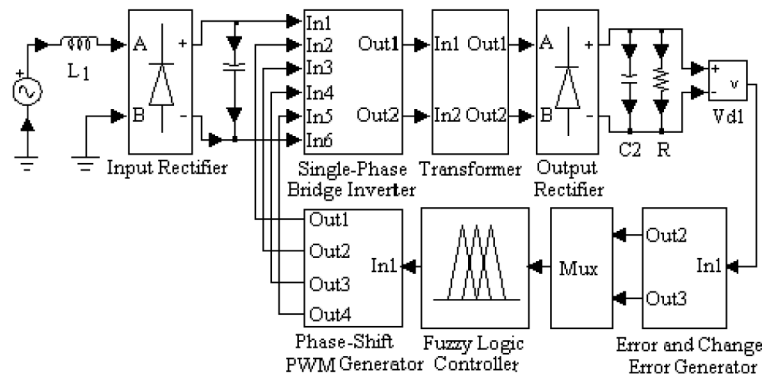 In1
In2
In3
In4
In5
In6
Out1
Out2
In1
In2
Out1
Out2
A
B
+
-
A
B
+
-
+
-
v
+
L1
Vd1
C2
R
Input Rectifier
Single-Phase
Bridge Inverter
Transformer
Output
Rectifier
Out1
Out2
Out3
Out4
In1
Mux
Out2
Out3
In1
Phase-Shift
PWM Generator
Fuzzy Logic
Controller
Error and Change
Error Generator